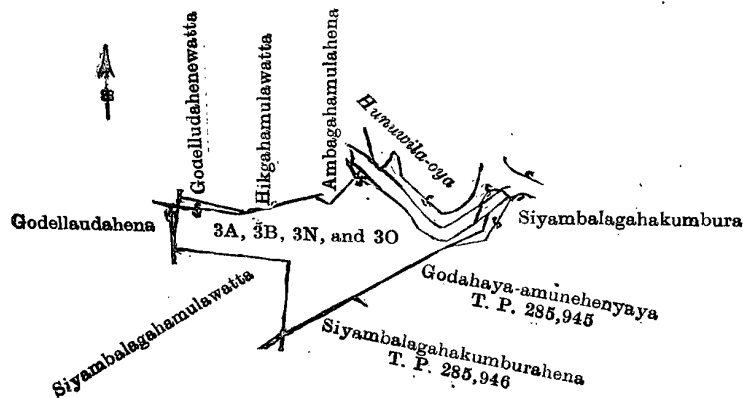 Godelludahenewatta
Hikgahamulawatta
Ambagahamulahena
Hunuwila-oya
Godellaudahena
3A, 3B, 3N, and 3O
Siyambalagahakumbura
Godahaya-amunehenyaya
T. P. 285,945
Siyambalagahamulawatta
Siyambalagahakumburahena
T. P. 285,946